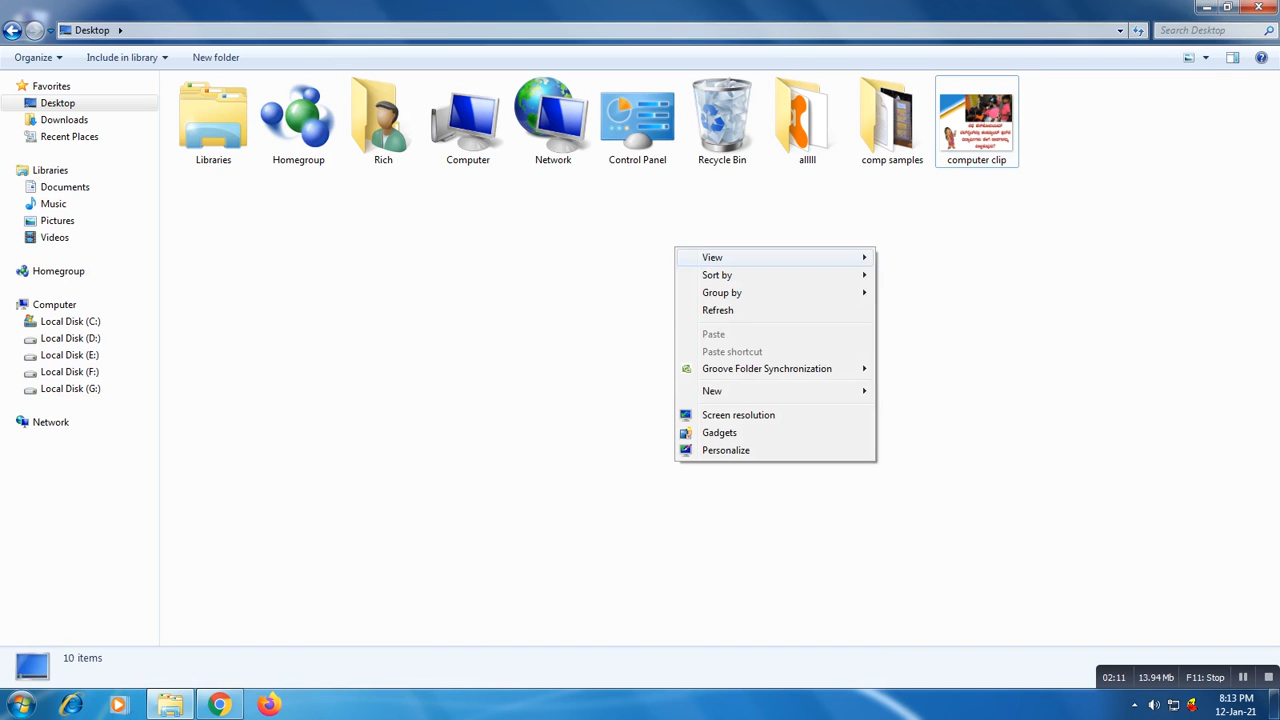 Desktop
Search Desktop
Organize
Include in library
New folder
Favorites
Desktop
Downloads
Recent Places
Libraries
Documents
Music
Pictures
Videos
Homegroup
Computer
Local Disk (C:)
Local Disk (D:)
Local Disk (E:)
Local Disk (F:)
Local Disk (G:)
Network
Libraries
Homegroup
Rich
Computer
Network
Control Panel
Recycle Bin
alllll
comp samples
computer clip
View
Sort by
Group by
Refresh
Paste
Paste shortcut
Groove Folder Synchronization
New
Screen resolution
Gadgets
Personalize
10 items
02:11
13.94 Mb
F11: Stop
8:13 PM
12-Jan-21